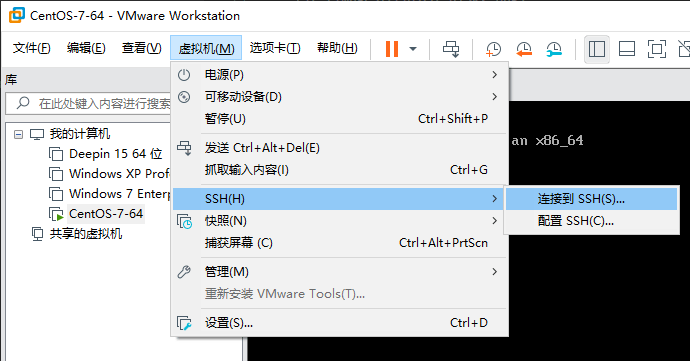 CentOS-7-64 - VMware Workstation
文件(F) 编辑(E) 查看(V) 虚拟机(M) 选项卡(T) 帮助(H)
库
在此处键入内容进行搜索
我的计算机
Deepin 15 64 位
Windows XP Profe
Windows 7 Enterp
CentOS-7-64
共享的虚拟机
电源(P)
可移动设备(D)
暂停(U) Ctrl+Shift+P
发送 Ctrl+Alt+Del(E)
抓取输入内容(I) Ctrl+G
SSH(H)
快照(N)
捕获屏幕 (C) Ctrl+Alt+PrtScn
管理(M)
重新安装 VMware Tools(T)...
设置(S)... Ctrl+D
连接到 SSH(S)...
配置 SSH(C)...
an x86_64